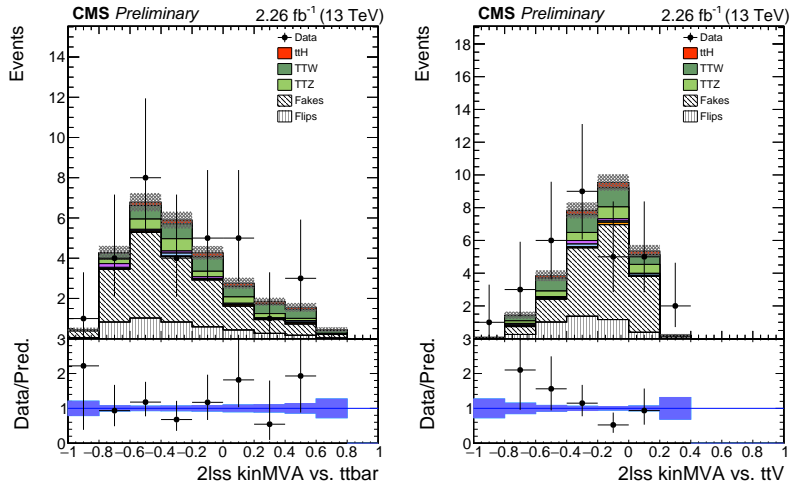 CMS Preliminary 2.26 fb⁻¹ (13 TeV)
Events
14
12
10
8
6
4
2
Data
ttH
TTW
TTZ
Fakes
Flips
Data/Pred.
3
2
1
0
−1 −0.8 −0.6 −0.4 −0.2 0 0.2 0.4 0.6 0.8 1
2lss kinMVA vs. ttbar
CMS Preliminary 2.26 fb⁻¹ (13 TeV)
Events
18
16
14
12
10
8
6
4
2
Data
ttH
TTW
TTZ
Fakes
Flips
Data/Pred.
3
2
1
0
−1 −0.8 −0.6 −0.4 −0.2 0 0.2 0.4 0.6 0.8 1
2lss kinMVA vs. ttV